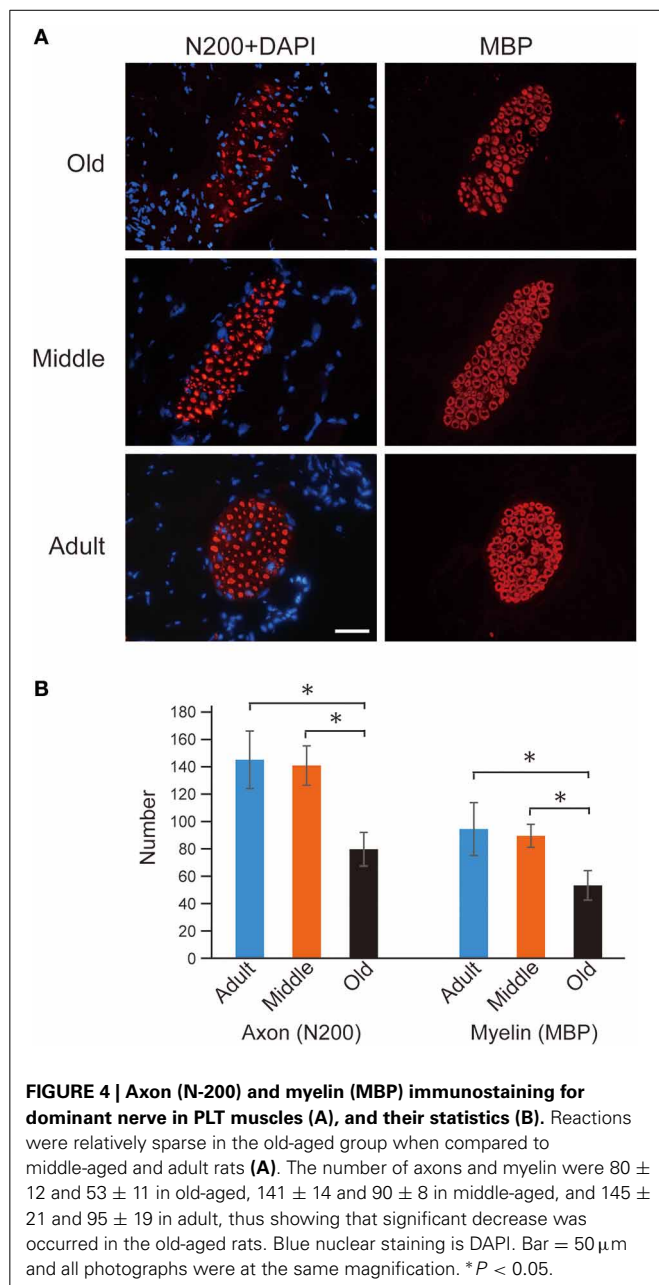 A
N200+DAPI
MBP
Old
Middle
Adult
B
180
160
140
120
100
80
60
40
20
0
Number
*
*
*
*
Adult
Middle
Old
Adult
Middle
Old
Axon (N200)
Myelin (MBP)
FIGURE 4 | Axon (N-200) and myelin (MBP) immunostaining for
dominant nerve in PLT muscles (A), and their statistics (B). Reactions
were relatively sparse in the old-aged group when compared to
middle-aged and adult rats (A). The number of axons and myelin were 80 ±
12 and 53 ± 11 in old-aged, 141 ± 14 and 90 ± 8 in middle-aged, and 145 ±
21 and 95 ± 19 in adult, thus showing that significant decrease was
occurred in the old-aged rats. Blue nuclear staining is DAPI. Bar = 50 μm
and all photographs were at the same magnification. *P < 0.05.